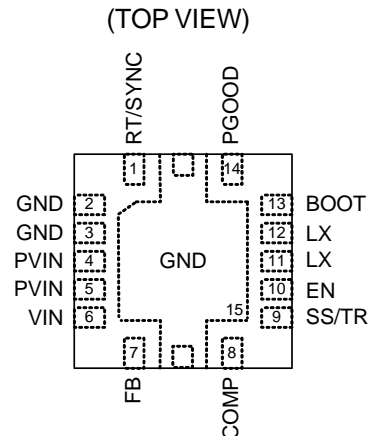 (TOP VIEW)
RT/SYNC
PGOOD
1
14
GND 2
13 BOOT
GND 3
12 LX
PVIN 4
GND
11 LX
PVIN 5
10 EN
VIN 6
15
9 SS/TR
7
8
FB
COMP